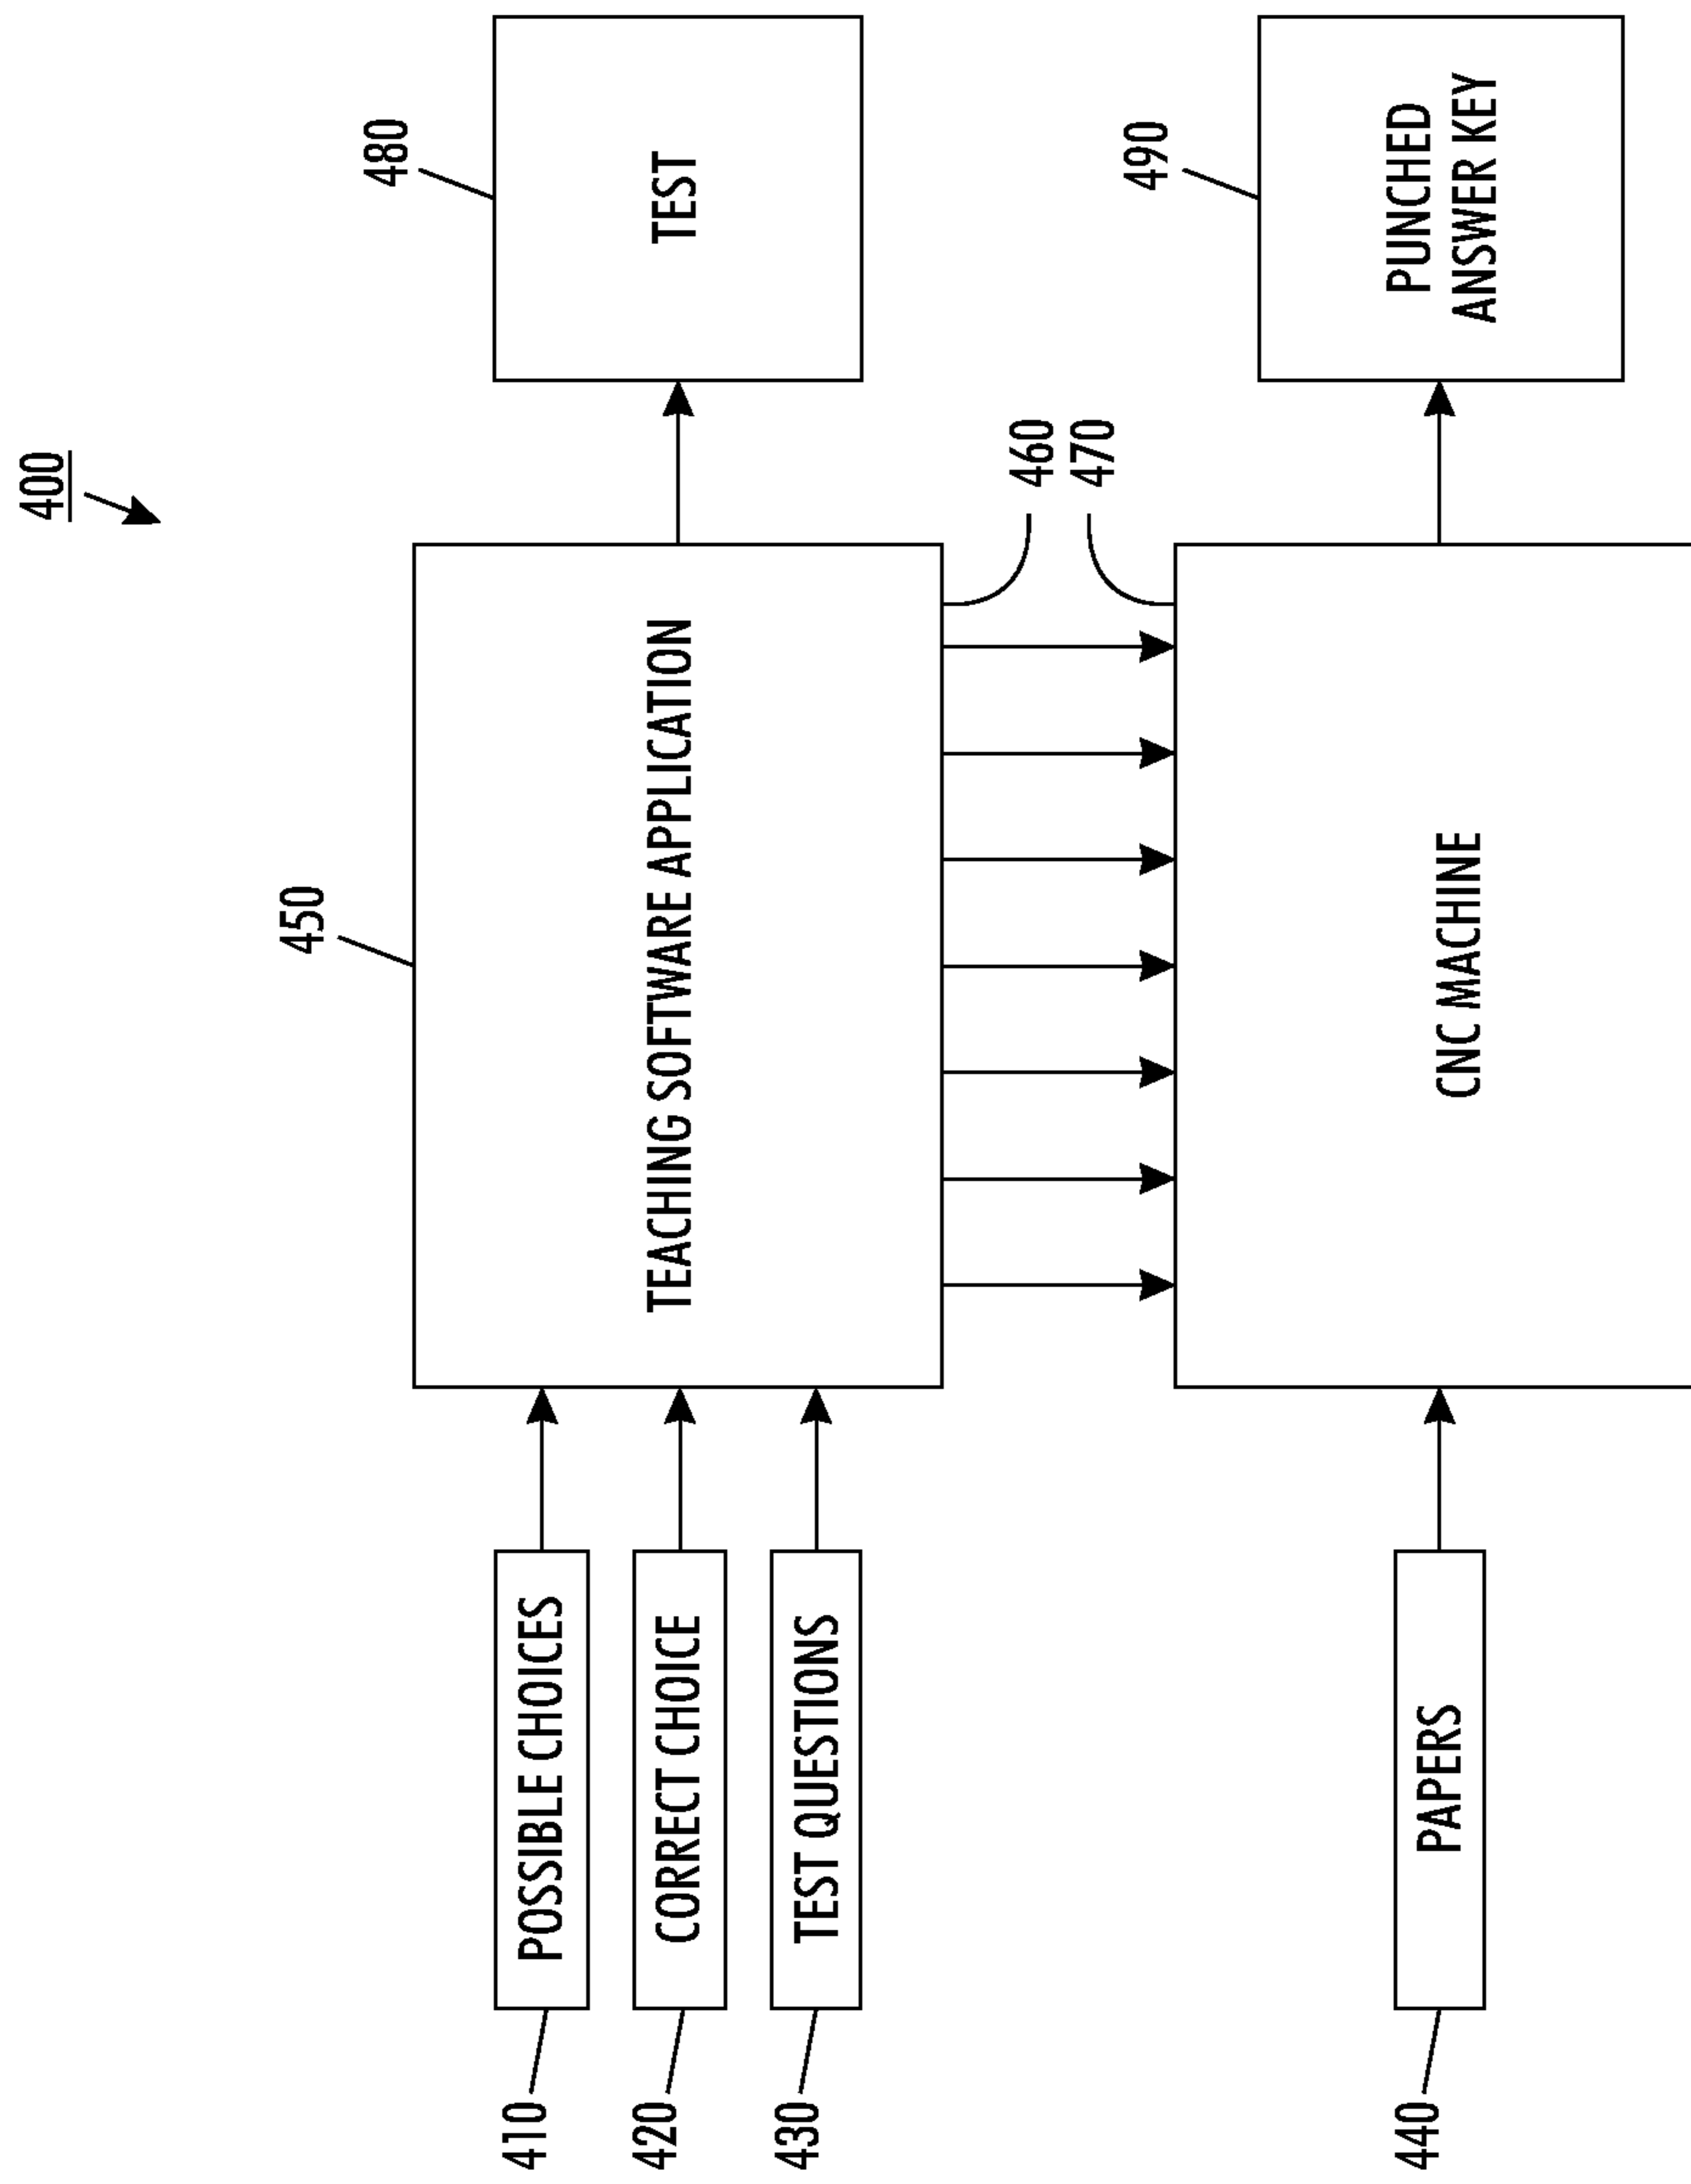 400
410
POSSIBLE CHOICES
420
CORRECT CHOICE
430
TEST QUESTIONS
450
TEACHING SOFTWARE APPLICATION
480
TEST
460
470
440
PAPERS
CNC MACHINE
490
PUNCHED
ANSWER KEY